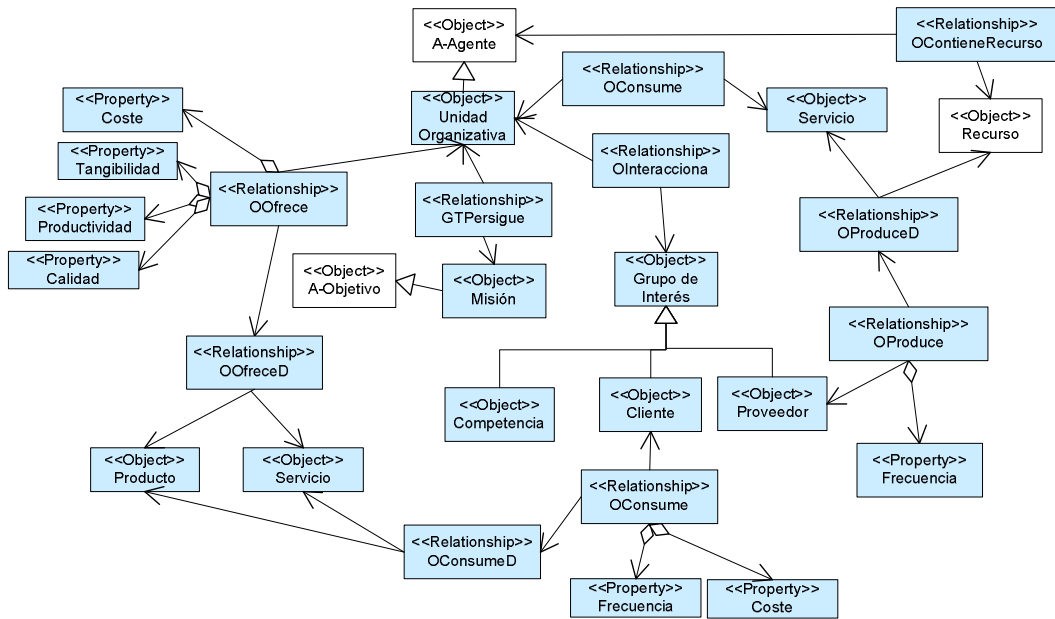 <<Object>>
A-Agente
<<Relationship>>
OContieneRecurso
<<Relationship>>
OConsume
<<Property>>
Coste
<<Object>>
Unidad
Organizativa
<<Object>>
Servicio
<<Object>>
Recurso
<<Property>>
Tangibilidad
<<Relationship>>
OInteracciona
<<Relationship>>
OOfrece
<<Relationship>>
GTPersigue
<<Property>>
Productividad
<<Relationship>>
OProduceD
<<Property>>
Calidad
<<Object>>
A-Objetivo
<<Object>>
Misión
<<Object>>
Grupo de
Interés
<<Relationship>>
OProduce
<<Relationship>>
OOfreceD
<<Object>>
Competencia
<<Object>>
Cliente
<<Object>>
Proveedor
<<Object>>
Producto
<<Object>>
Servicio
<<Property>>
Frecuencia
<<Relationship>>
OConsume
<<Relationship>>
OConsumeD
<<Property>>
Frecuencia
<<Property>>
Coste